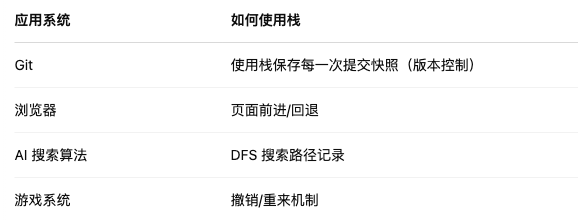 应用系统 如何使用栈
Git 使用栈保存每一次提交快照（版本控制）
浏览器 页面前进/回退
AI 搜索算法 DFS 搜索路径记录
游戏系统 撤销/重来机制